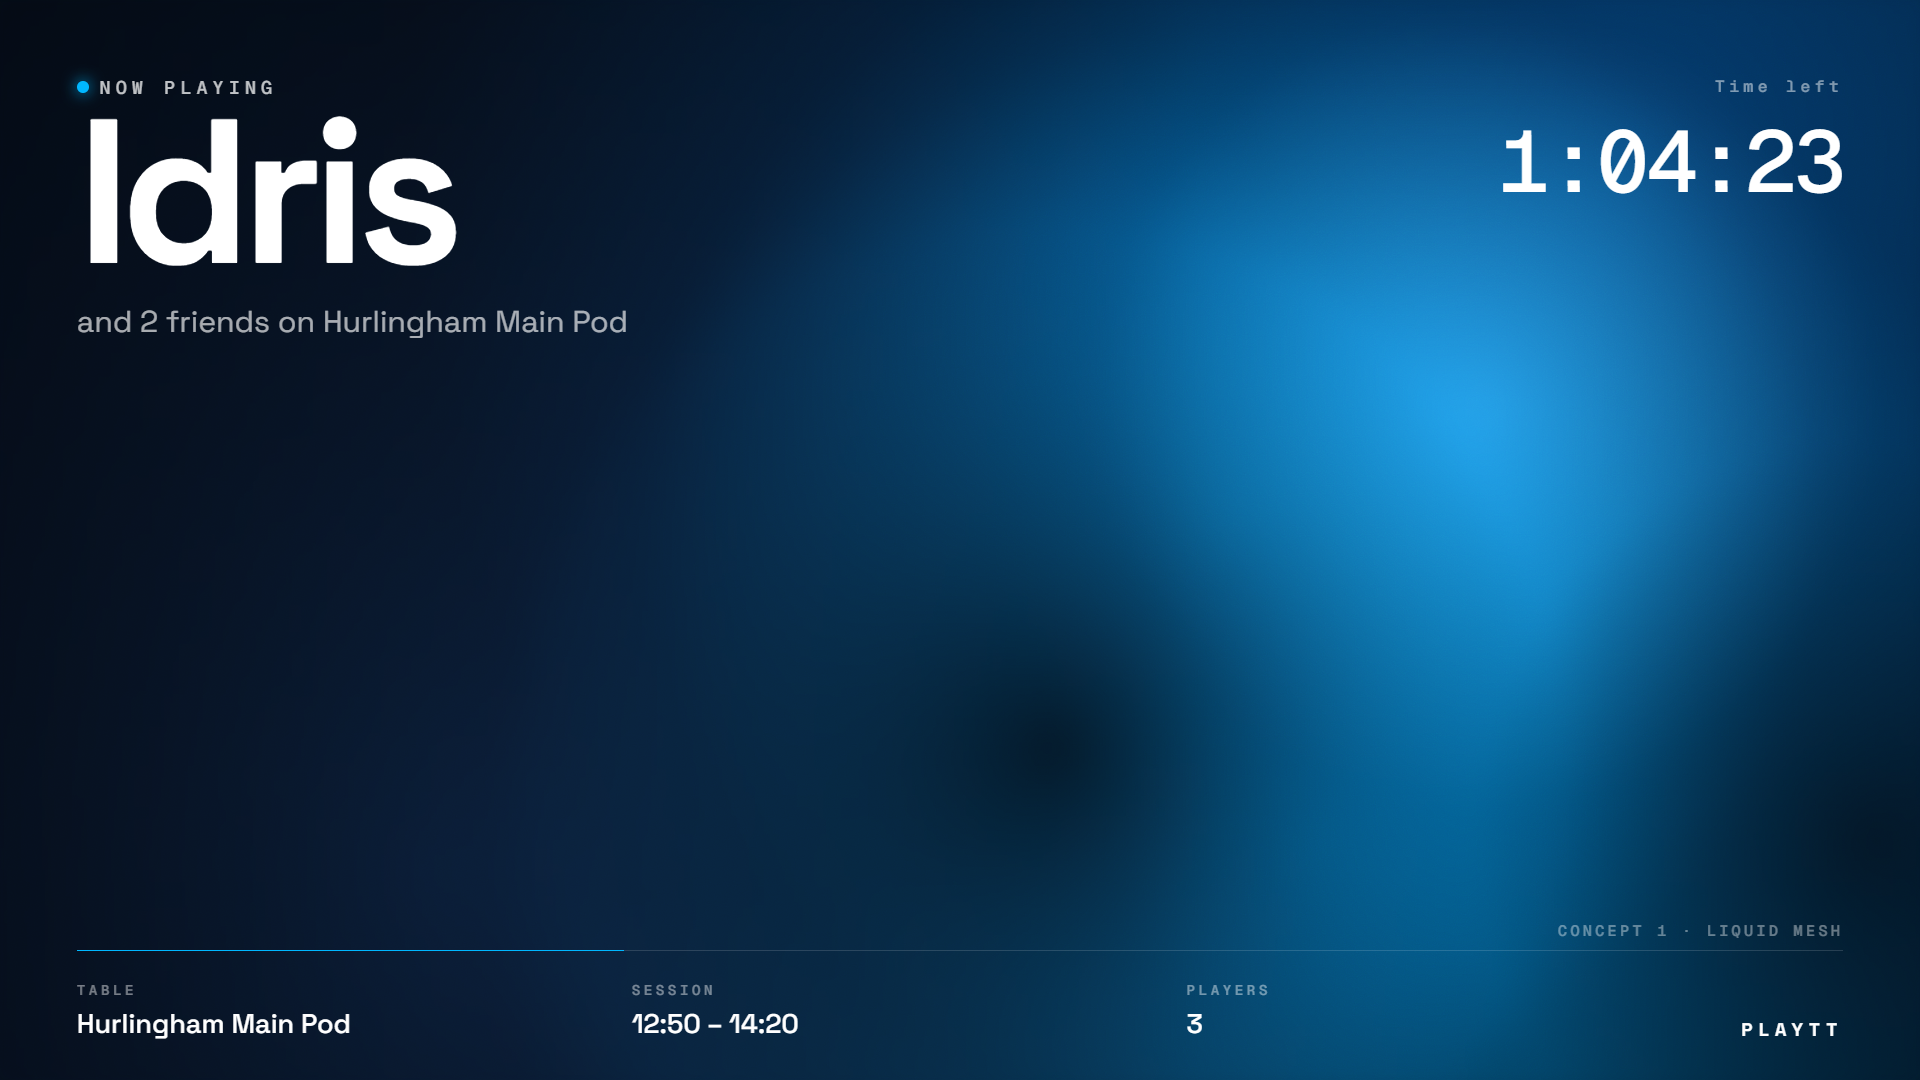 NOW PLAYING
Idris
and 2 friends on Hurlingham Main Pod
Time left
1:04:23
CONCEPT 1 · LIQUID MESH
TABLE
Hurlingham Main Pod
SESSION
12:50 – 14:20
PLAYERS
3
PLAYTT